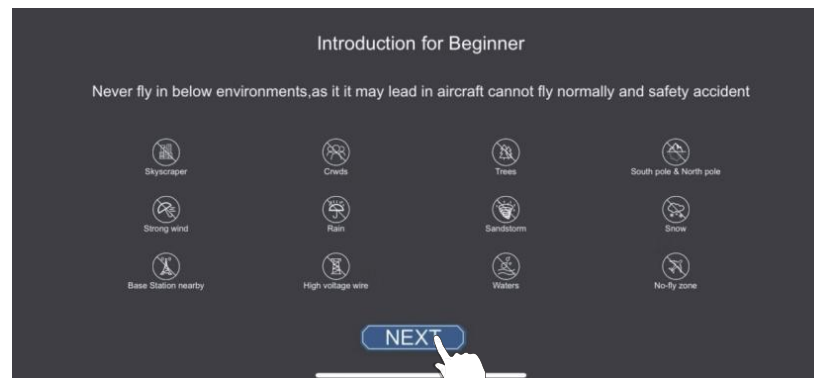 Introduction for Beginner
Never fly in below environments,as it it may lead in aircraft cannot fly normally and safety accident
Skyscraper
Crwds
Trees
South pole & North pole
Strong wind
Rain
Sandstorm
Snow
Base Station nearby
High voltage wire
Waters
No-fly zone
NEXT